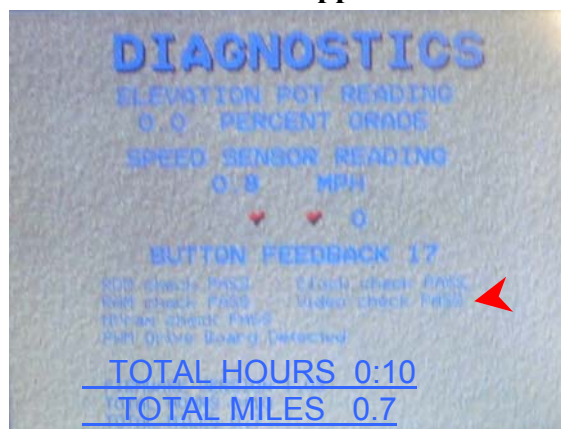 DIAGNOSTICS
ELEVATION POT READING
0.0 PERCENT GRADE
SPEED SENSOR READING
0.8 MPH
0
BUTTON FEEDBACK 17
ROM check PASS Clock check PASS
RAM check PASS Video check PASS
NVram check PASS
PWM Drive Board Detected
TOTAL HOURS 0:10
TOTAL MILES 0.7